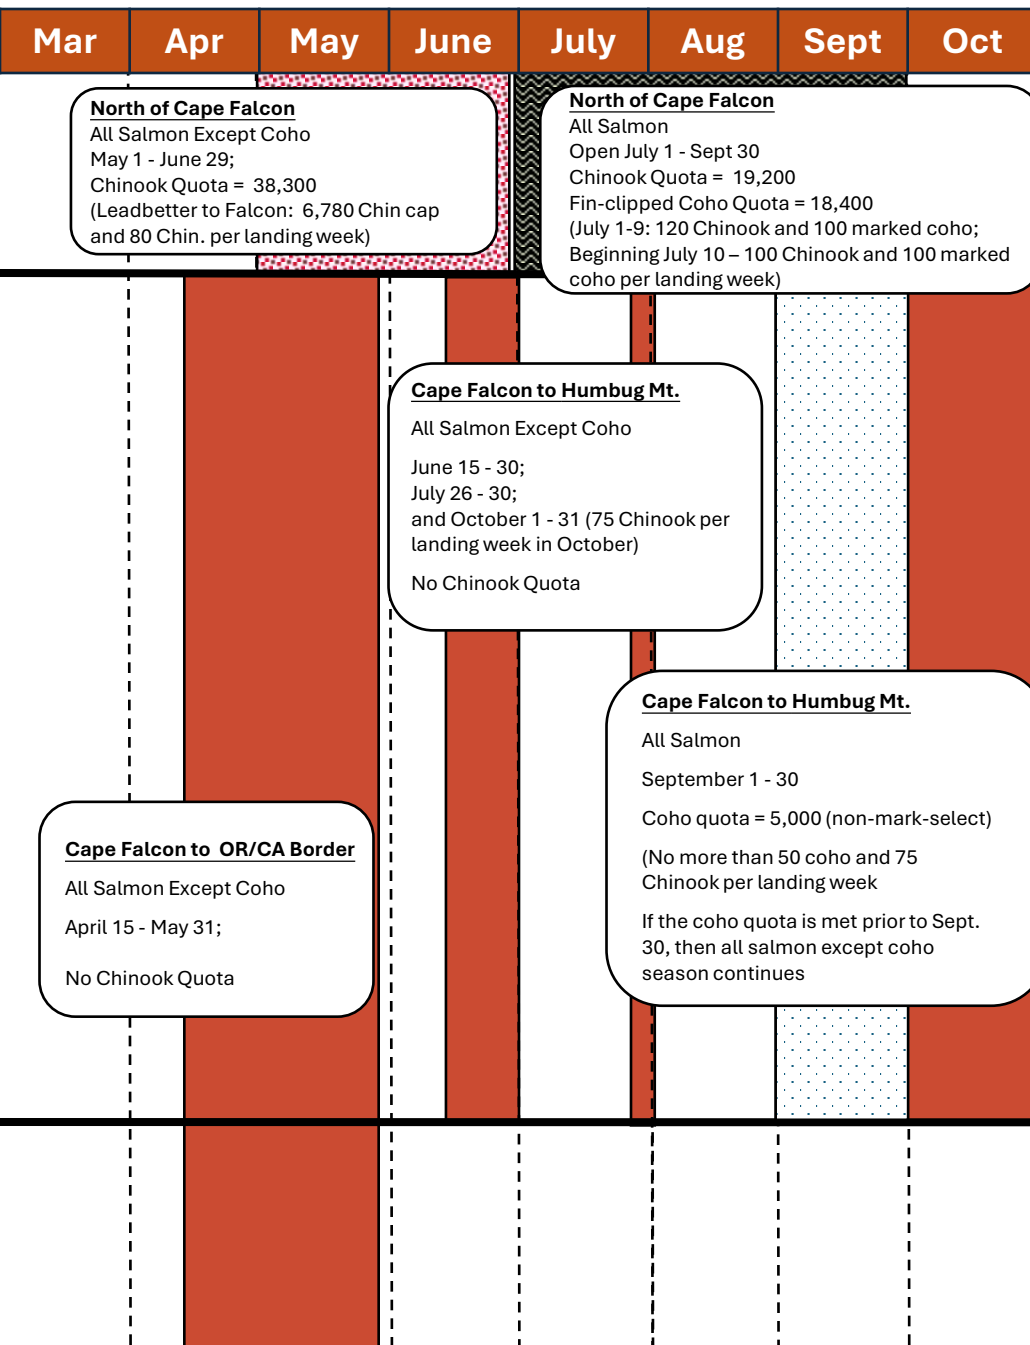 Mar Apr May June July Aug Sept Oct
North of Cape Falcon
All Salmon Except Coho
May 1 - June 29;
Chinook Quota = 38,300
(Leadbetter to Falcon: 6,780 Chin cap
and 80 Chin. per landing week)
North of Cape Falcon
All Salmon
Open July 1 - Sept 30
Chinook Quota = 19,200
Fin-clipped Coho Quota = 18,400
(July 1-9: 120 Chinook and 100 marked coho;
Beginning July 10 – 100 Chinook and 100 marked
coho per landing week)
Cape Falcon to Humbug Mt.
All Salmon Except Coho
June 15 - 30;
July 26 - 30;
and October 1 - 31 (75 Chinook per
landing week in October)
No Chinook Quota
Cape Falcon to Humbug Mt.
All Salmon
September 1 - 30
Coho quota = 5,000 (non-mark-select)
(No more than 50 coho and 75
Chinook per landing week
If the coho quota is met prior to Sept.
30, then all salmon except coho
season continues
Cape Falcon to OR/CA Border
All Salmon Except Coho
April 15 - May 31;
No Chinook Quota